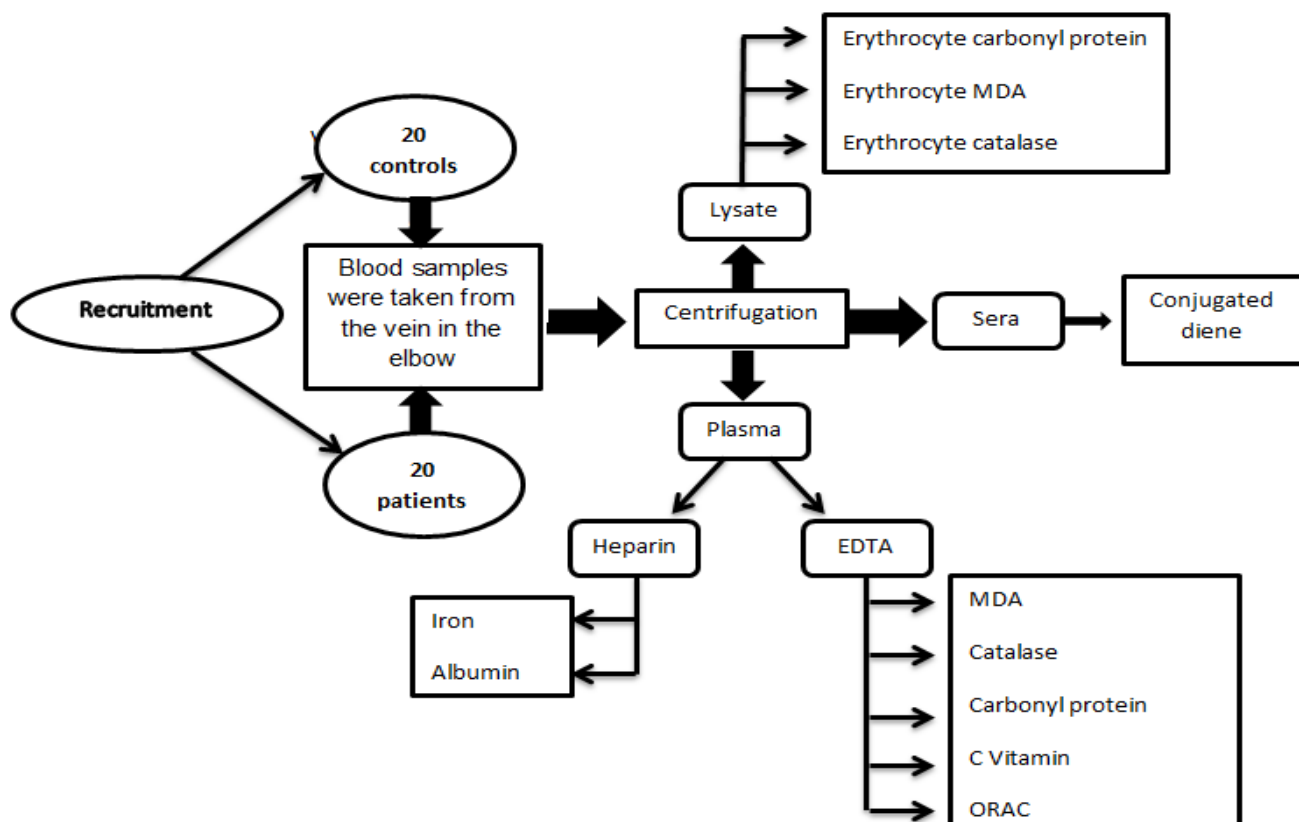 Erythrocyte carbonyl protein
Erythrocyte MDA
Erythrocyte catalase
20
controls
Lysate
Recruitment
Blood samples
were taken from
the vein in the
elbow
Centrifugation
Sera
Conjugated
diene
Plasma
20
patients
Heparin
EDTA
Iron
Albumin
MDA
Catalase
Carbonyl protein
C Vitamin
ORAC